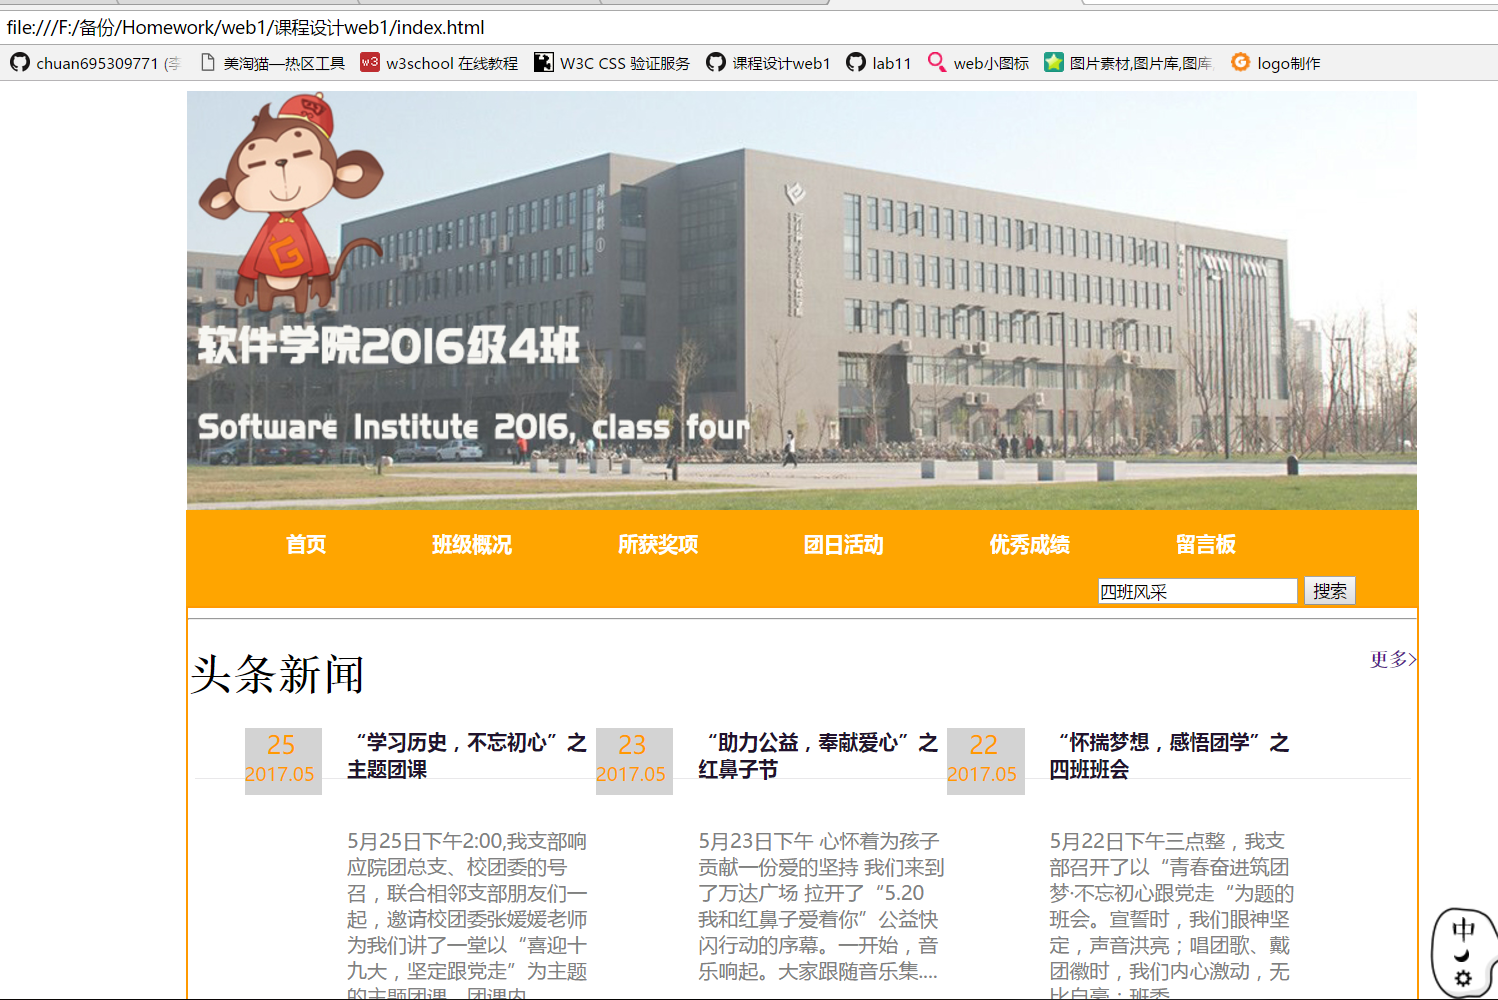 file:///F:/备份/Homework/web1/课程设计web1/index.html
chuan695309771 (李
美淘猫—热区工具
w3school 在线教程
W3C CSS 验证服务
课程设计web1
lab11
web小图标
图片素材,图片库,图库
logo制作
软件学院2016级4班
Software Institute 2016, class four
首页 班级概况 所获奖项 团日活动 优秀成绩 留言板
四班风采 搜索
头条新闻
更多>
25
2017.05
“学习历史，不忘初心”之
主题团课
5月25日下午2:00,我支部响
应院团总支、校团委的号
召，联合相邻支部朋友们一
起，邀请校团委张媛媛老师
为我们讲了一堂以“喜迎十
九大，坚定跟党走”为主题
的主题团课。团课内
23
2017.05
“助力公益，奉献爱心”之
红鼻子节
5月23日下午 心怀着为孩子
贡献一份爱的坚持 我们来到
了万达广场 拉开了“5.20
我和红鼻子爱着你”公益快
闪行动的序幕。一开始，音
乐响起。大家跟随音乐集....
22
2017.05
“怀揣梦想，感悟团学”之
四班班会
5月22日下午三点整，我支
部召开了以“青春奋进筑团
梦·不忘初心跟党走“为题的
班会。宣誓时，我们眼神坚
定，声音洪亮；唱团歌、戴
团徽时，我们内心激动，无
比自豪；班委
中